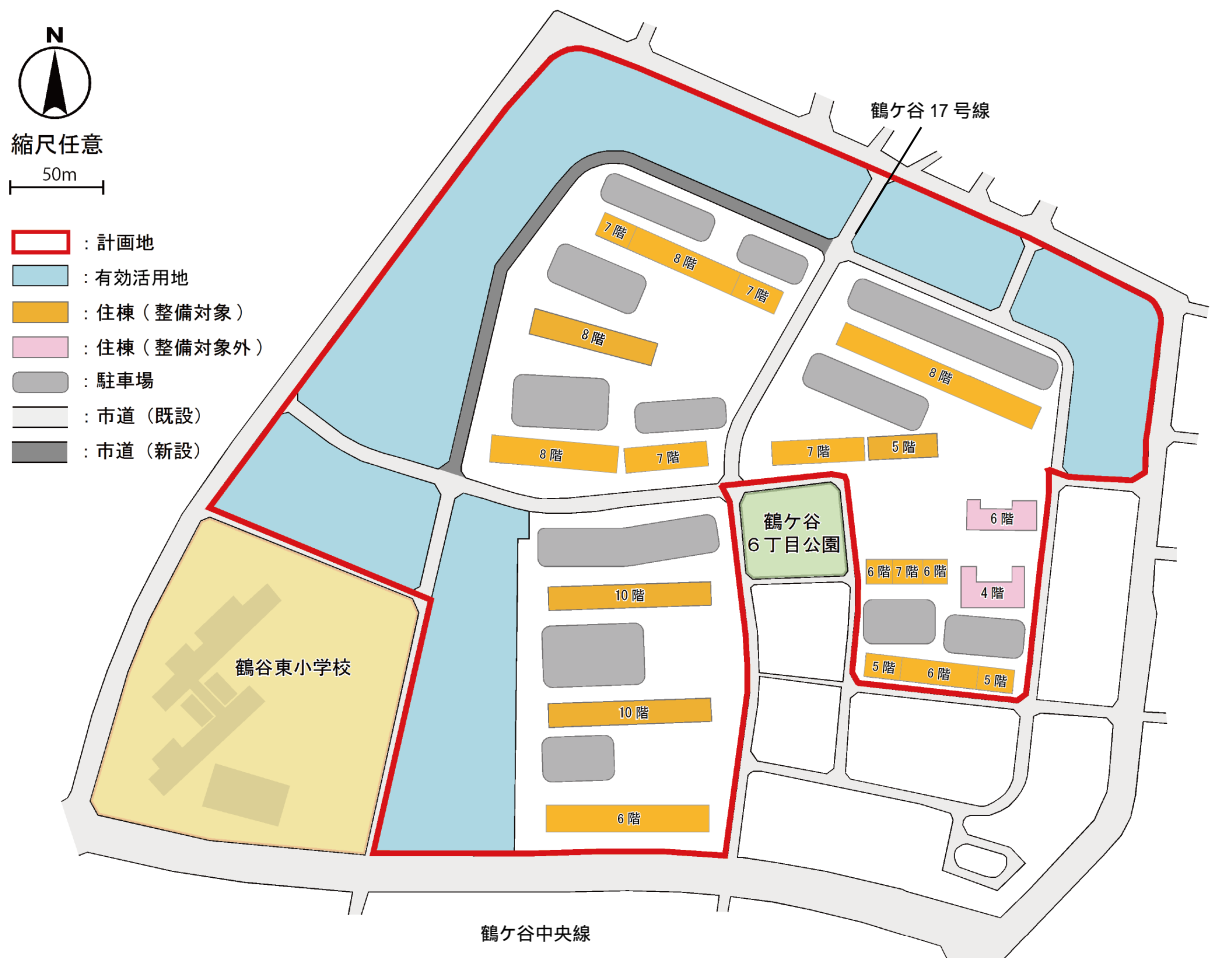 N
縮尺任意
50m
：計画地
：有効活用地
：住棟（整備対象）
：住棟（整備対象外）
：駐車場
：市道（既設）
：市道（新設）
鶴ケ谷 17 号線
7 階
8 階
7 階
8 階
8 階
8 階
7 階
7 階
5 階
鶴ケ谷
６丁目公園
6 階
6 階
7 階
6 階
4 階
10 階
鶴谷東小学校
5 階
6 階
5 階
10 階
6 階
鶴ケ谷中央線